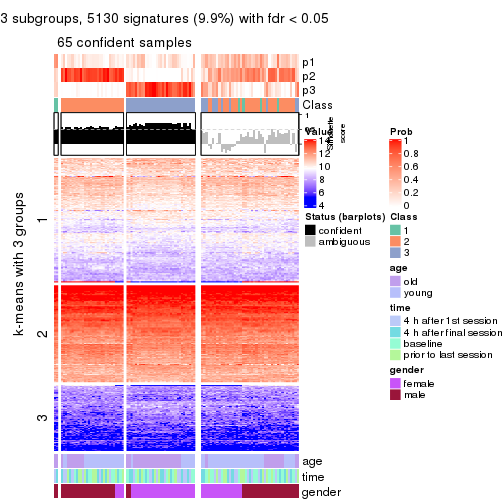 3 subgroups, 5130 signatures (9.9%) with fdr < 0.05
65 confident samples
p1
p2
p3
Class
1
score
Value
14
12
10
8
6
4
Prob
1
0.8
0.6
0.4
0.2
0
Status (barplots)
confident
ambiguous
Class
1
2
3
age
old
young
time
4 h after 1st session
4 h after final session
baseline
prior to last session
gender
female
male
k-means with 3 groups
1
2
3
age
time
gender